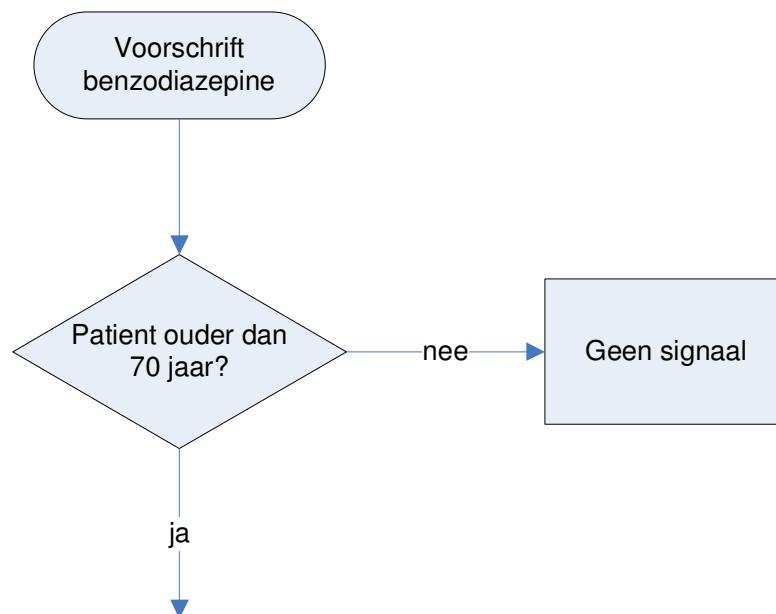 Voorschrift
benzodiazepine
Patient ouder dan
70 jaar?
nee
Geen signaal
ja